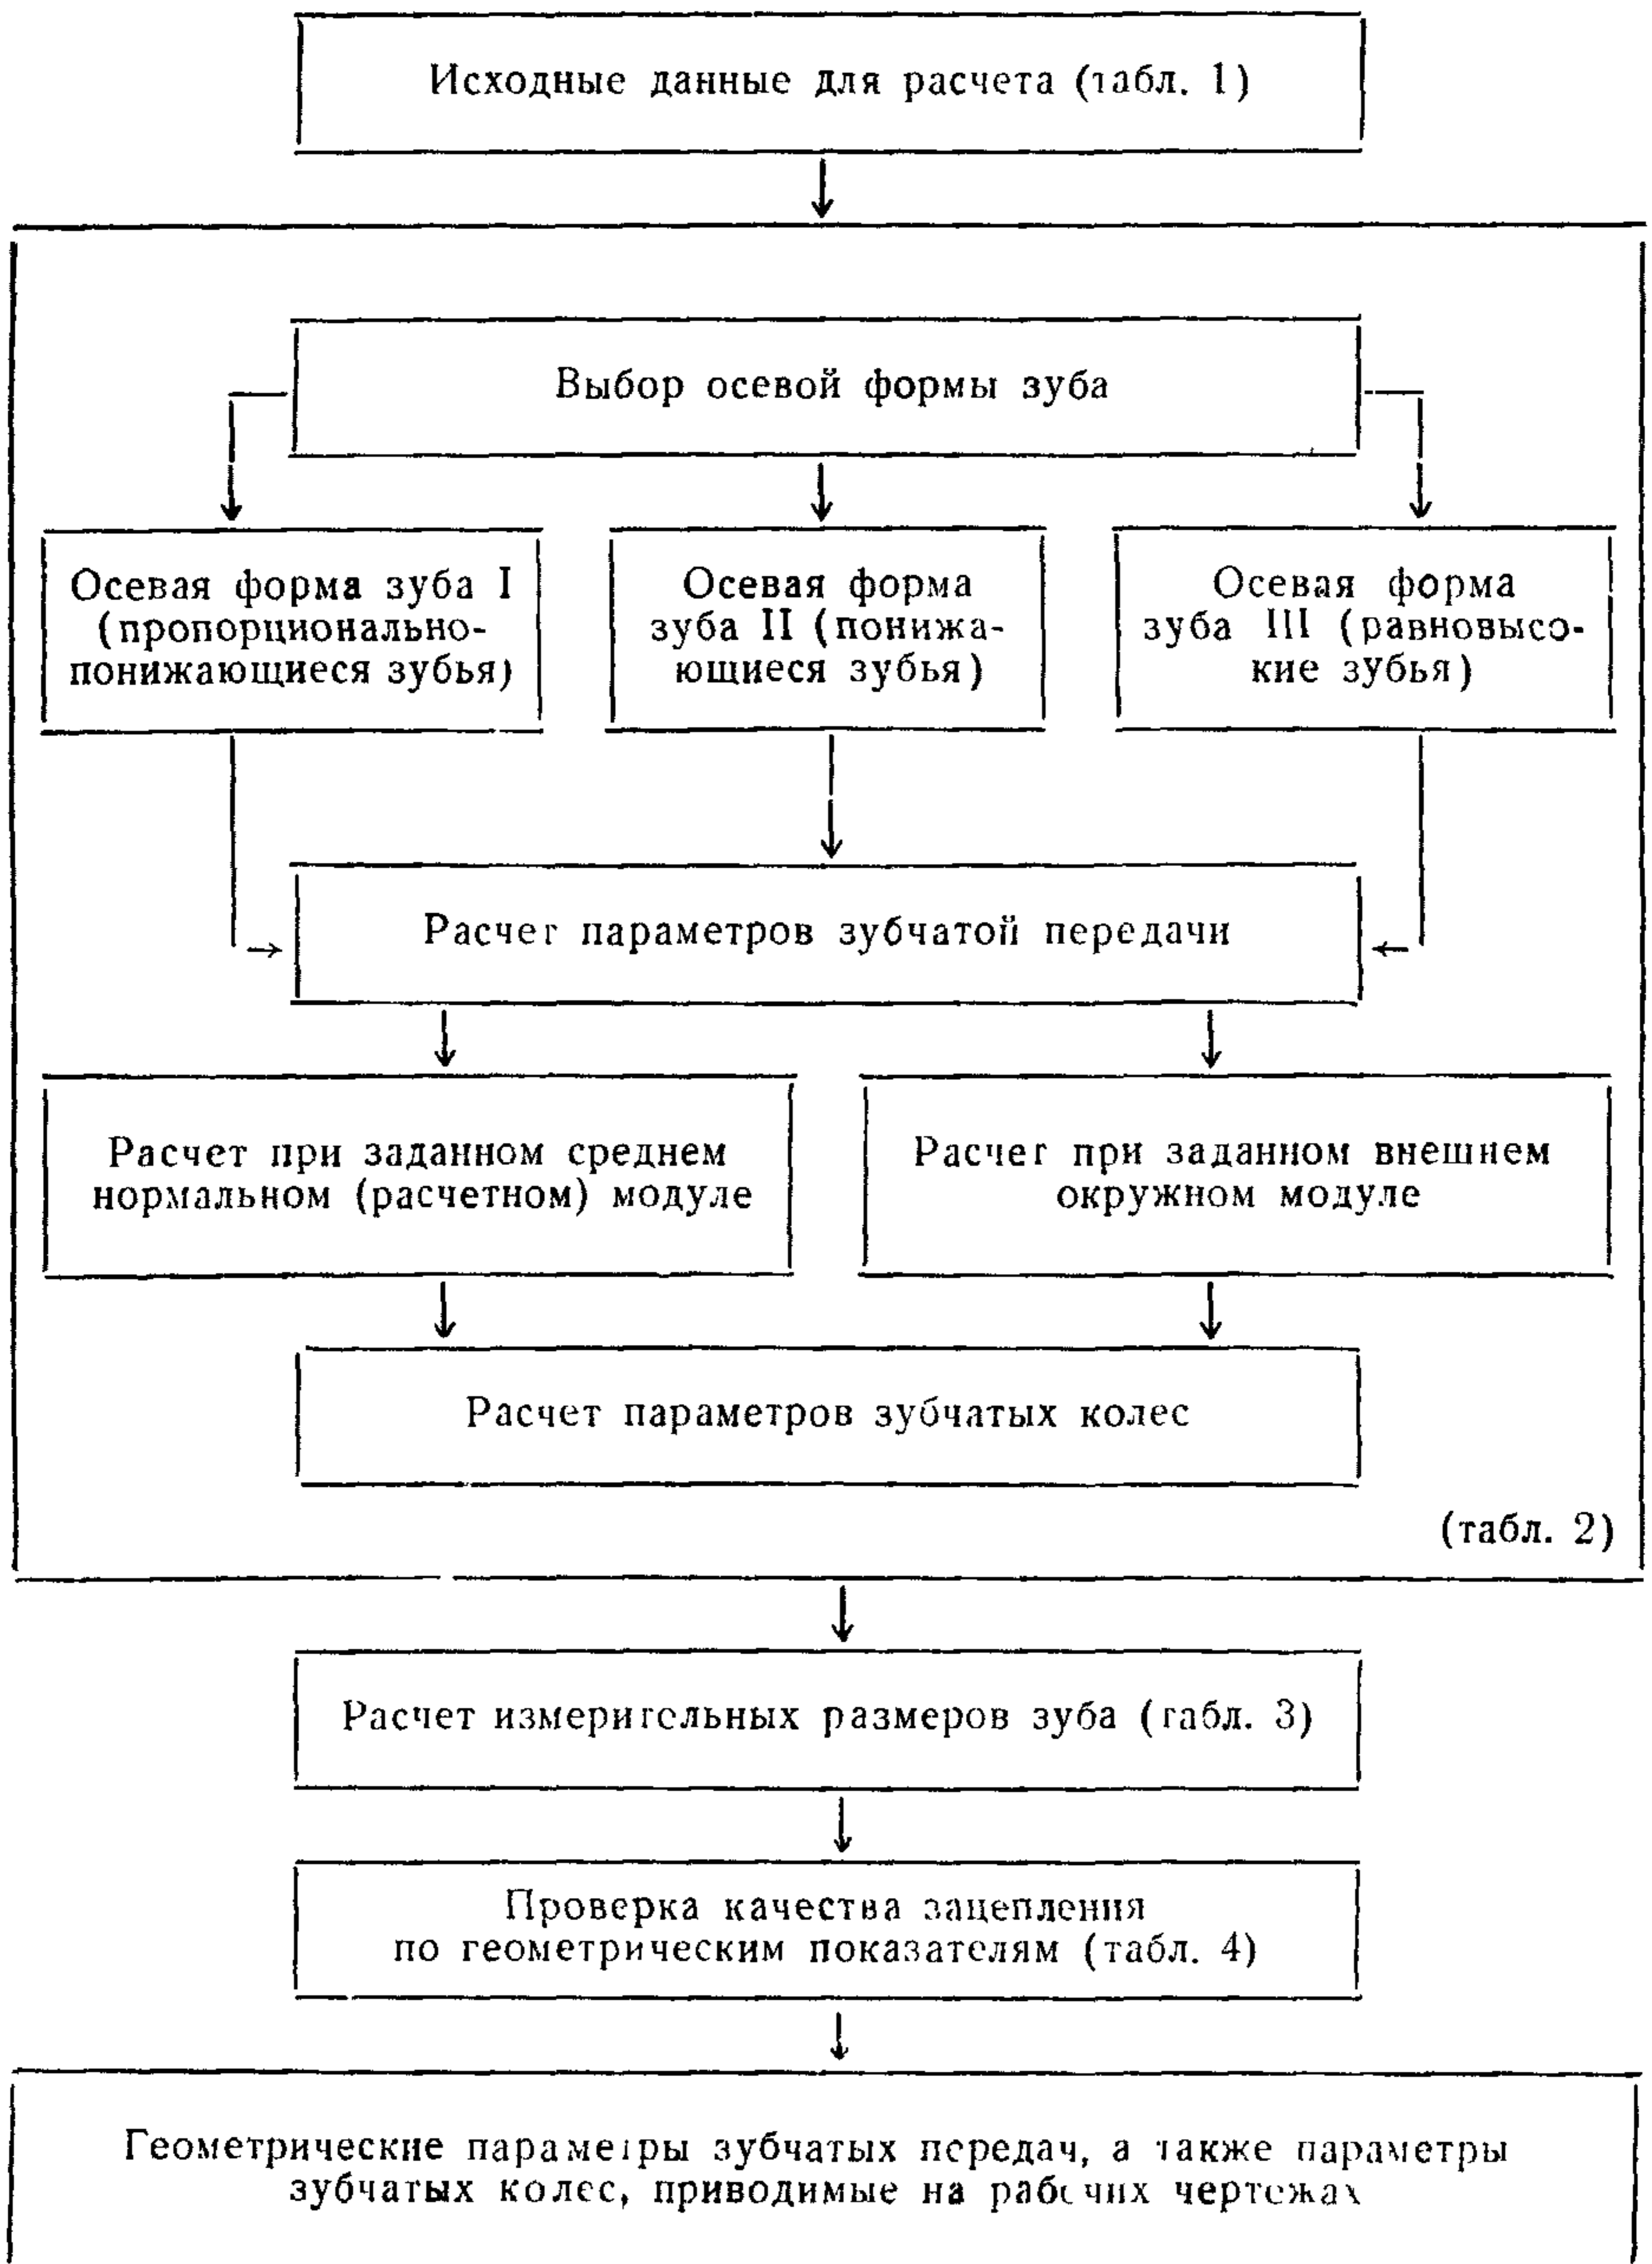 Исходные данные для расчета (табл. 1)
Выбор осевой формы зуба
Осевая форма зуба I
(пропорционально-
понижающиеся зубья)
Осевая форма
зуба II (понижа-
ющиеся зубья)
Осевая форма
зуба III (равновысо-
кие зубья)
Расчет параметров зубчатой передачи
Расчет при заданном среднем
нормальном (расчетном) модуле
Расчет при заданном внешнем
окружном модуле
Расчет параметров зубчатых колес
(табл. 2)
Расчет измерительных размеров зуба (табл. 3)
Проверка качества зацепления
по геометрическим показателям (табл. 4)
Геометрические параметры зубчатых передач, а также параметры
зубчатых колес, приводимые на рабочих чертежах